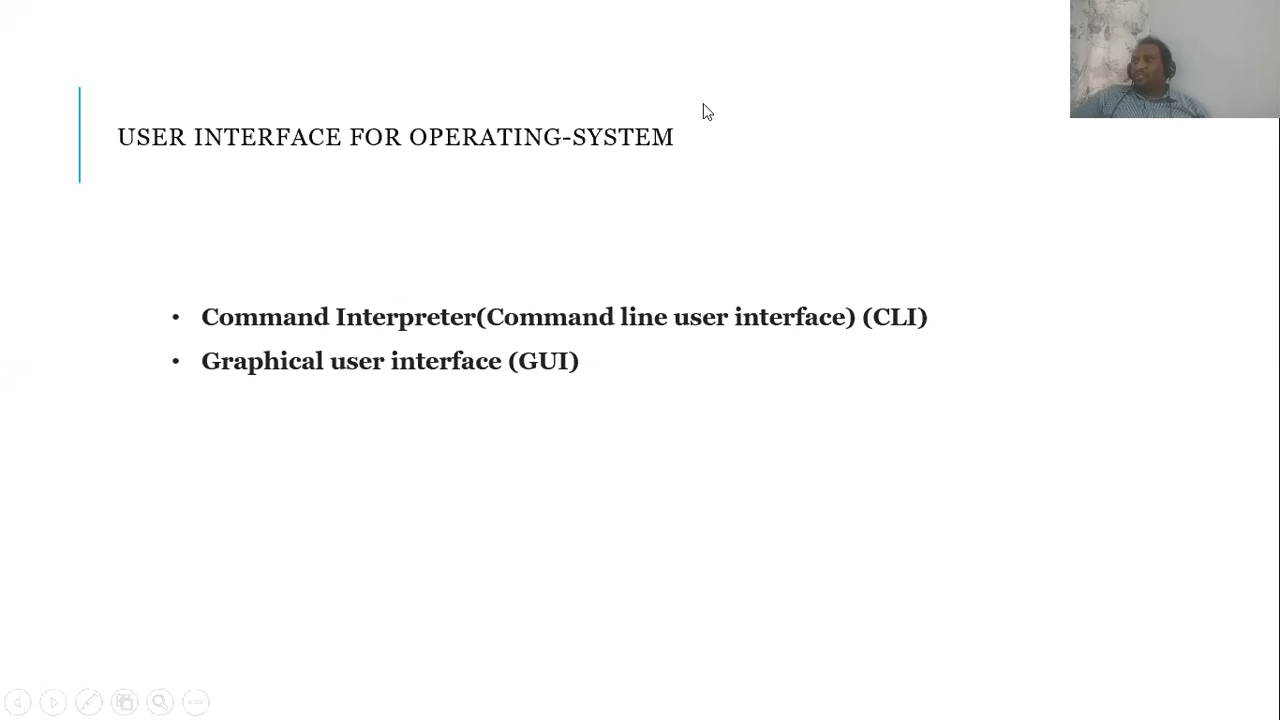 USER INTERFACE FOR OPERATING-SYSTEM
• Command Interpreter(Command line user interface) (CLI)
• Graphical user interface (GUI)